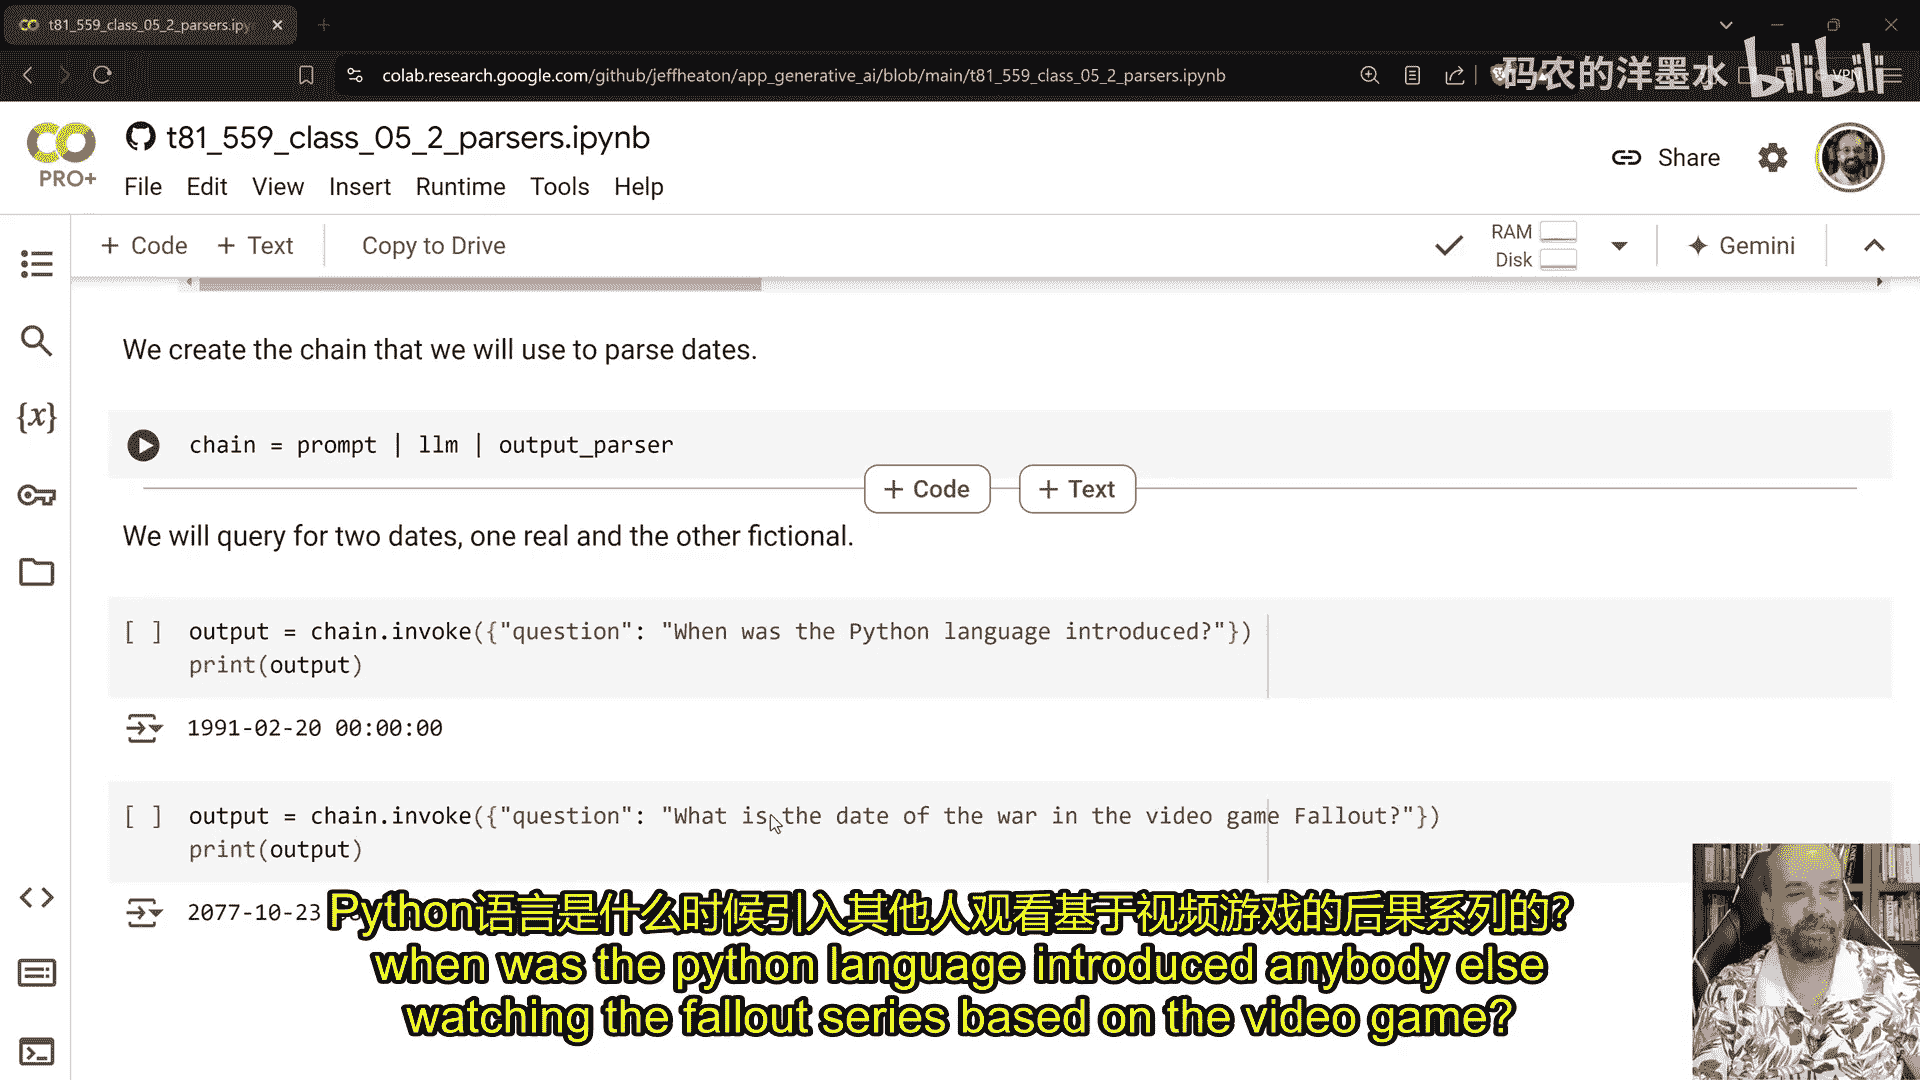 t81_559_class_05_2_parsers.ipy
colab.research.google.com/github/jeffheaton/app_generative_ai/blob/main/t81_559_class_05_2_parsers.ipynb
码农的洋墨水 bilibili
VPN
t81_559_class_05_2_parsers.ipynb
PRO+
File Edit View Insert Runtime Tools Help
Share
+ Code + Text Copy to Drive
RAM
Disk
Gemini
We create the chain that we will use to parse dates.
{x}
chain = prompt | llm | output_parser
+ Code + Text
We will query for two dates, one real and the other fictional.
[ ] output = chain.invoke({"question": "When was the Python language introduced?"})
print(output)
1991-02-20 00:00:00
[ ] output = chain.invoke({"question": "What is the date of the war in the video game Fallout?"})
print(output)
2077-10-23
Python语言是什么时候引入其他人观看基于视频游戏的后果系列的?
when was the python language introduced anybody else
watching the fallout series based on the video game?